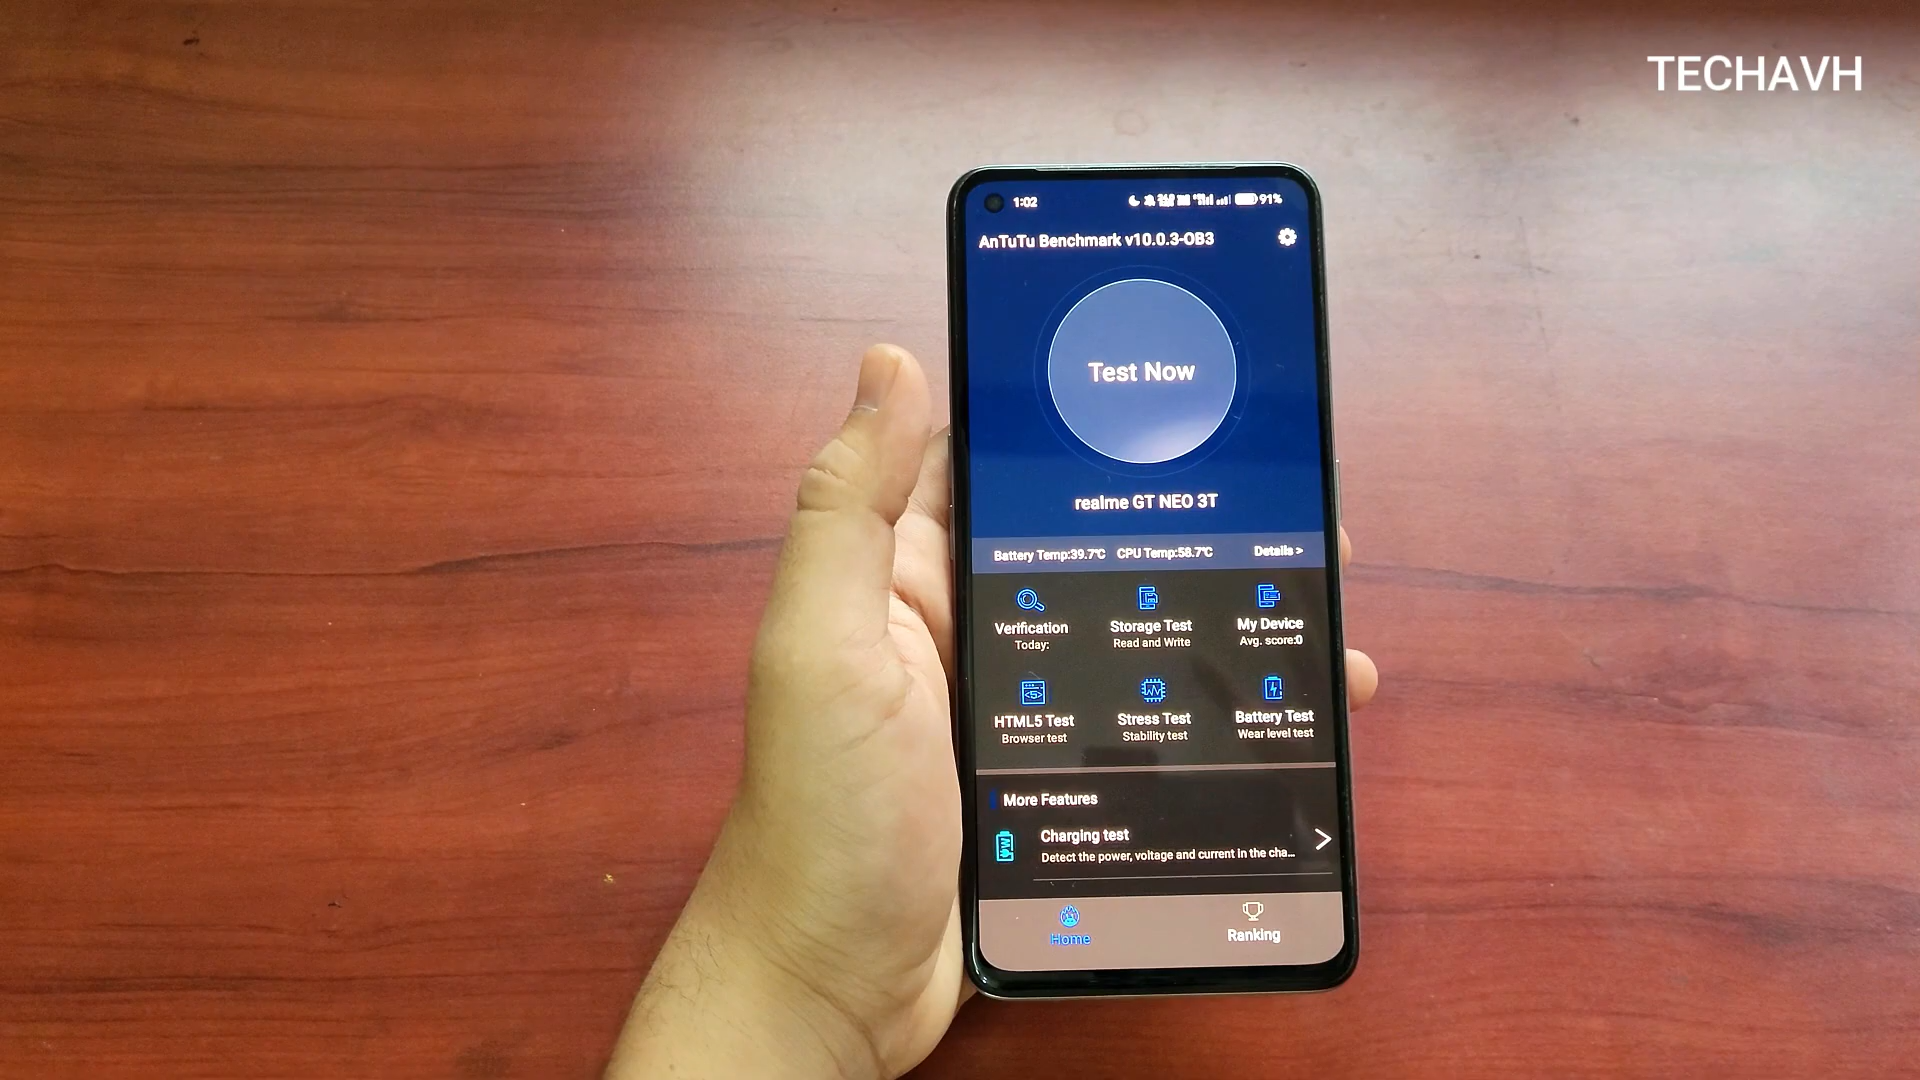 TECHAVH
1:02
91%
AnTuTu Benchmark v10.0.3-OB3
Test Now
realme GT NEO 3T
Battery Temp:39.7℃ CPU Temp:58.7℃ Details >
Verification Storage Test My Device
Today: Read and Write Avg. score:0
HTML5 Test Stress Test Battery Test
Browser test Stability test Wear level test
More Features
Charging test
Detect the power, voltage and current in the cha...
Home Ranking